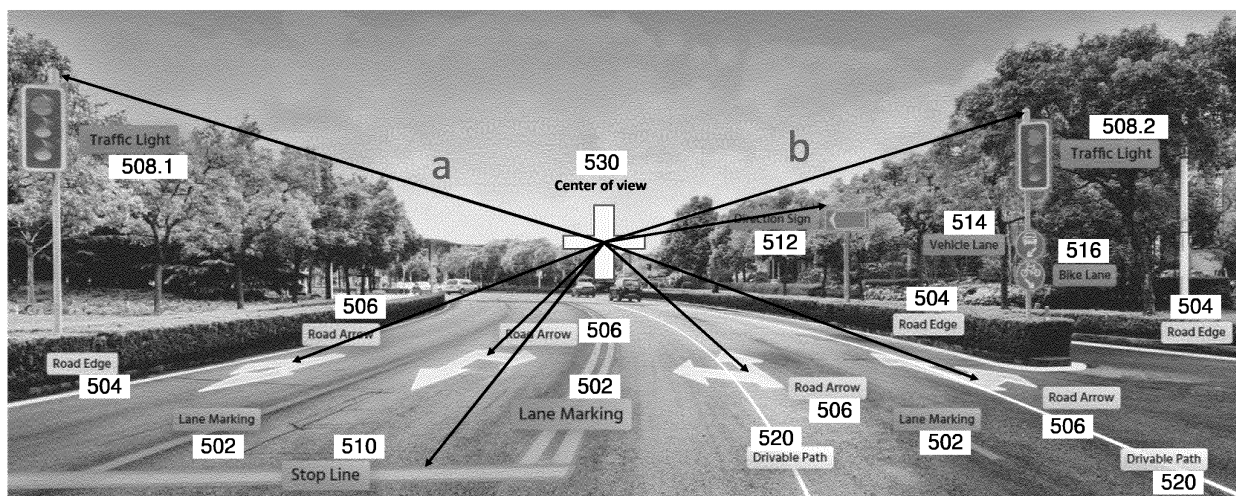 Traffic Light
508.1
a
530
Center of view
b
508.2
Traffic Light
Direction Sign
512
514
Vehicle Lane
516
Bike Lane
506
Road Arrow
Road Arrow
506
504
Road Edge
504
Road Edge
Road Edge
504
502
Lane Marking
Road Arrow
506
Road Arrow
506
Lane Marking
502
510
Stop Line
520
Drivable Path
Lane Marking
502
Drivable Path
520